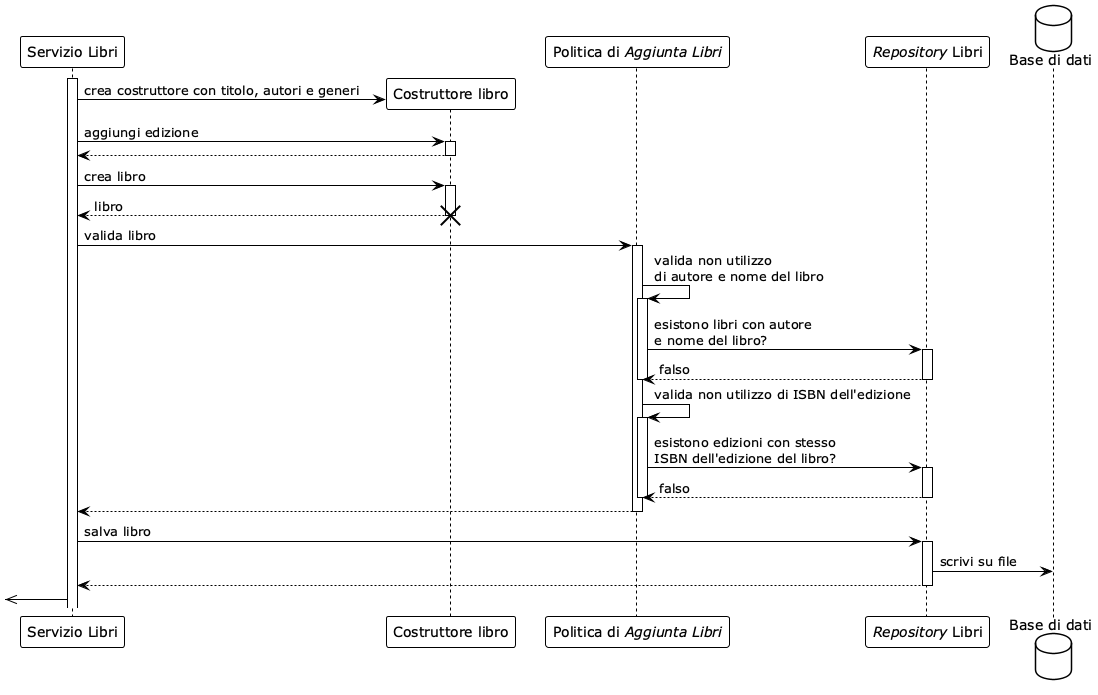 Servizio Libri
Politica di Aggiunta Libri
Repository Libri
Base di dati
crea costruttore con titolo, autori e generi
Costruttore libro
aggiungi edizione
crea libro
libro
valida libro
valida non utilizzo
di autore e nome del libro
esistono libri con autore
e nome del libro?
falso
valida non utilizzo di ISBN dell'edizione
esistono edizioni con stesso
ISBN dell'edizione del libro?
falso
salva libro
scrivi su file
Servizio Libri
Costruttore libro
Politica di Aggiunta Libri
Repository Libri
Base di dati